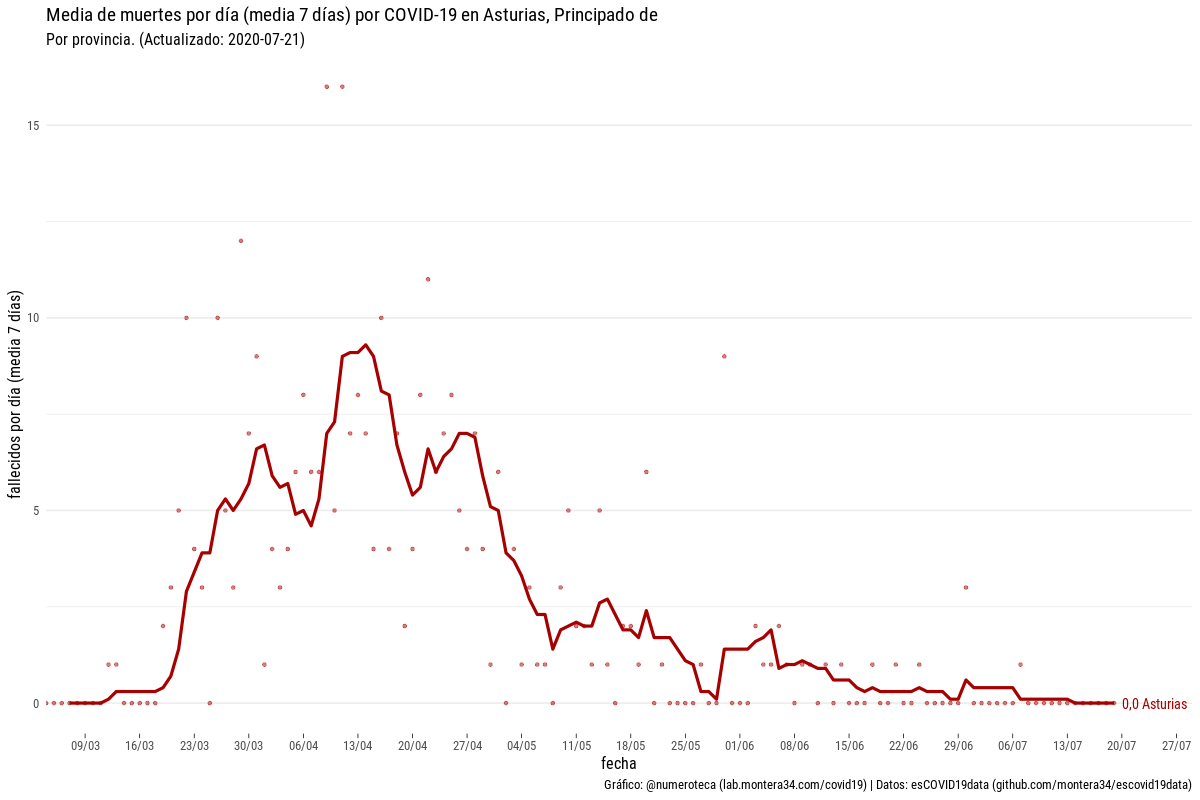 Media de muertes por día (media 7 días) por COVID-19 en Asturias, Principado de
Por provincia. (Actualizado: 2020-07-21)
fallecidos por día (media 7 días)
15
10
5
0
0,0 Asturias
09/03 16/03 23/03 30/03 06/04 13/04 20/04 27/04 04/05 11/05 18/05 25/05 01/06 08/06 15/06 22/06 29/06 06/07 13/07 20/07 27/07
fecha
Gráfico: @numeroteca (lab.montera34.com/covid19) | Datos: esCOVID19data (github.com/montera34/escovid19data)